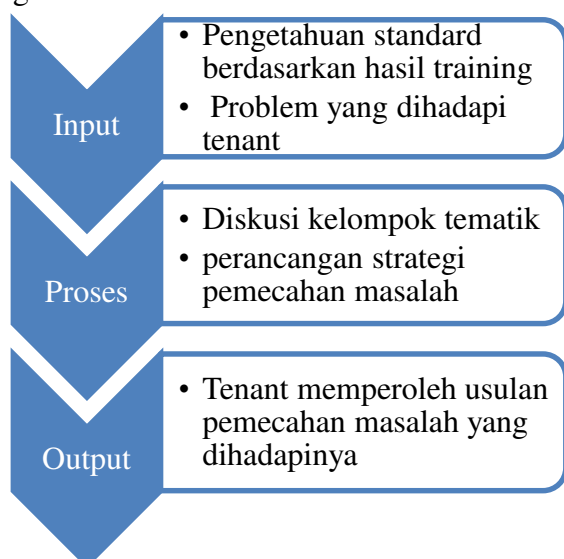 Input
• Pengetahuan standard
berdasarkan hasil training
• Problem yang dihadapi
tenant
Proses
• Diskusi kelompok tematik
• perancangan strategi
pemecahan masalah
Output
• Tenant memperoleh usulan
pemecahan masalah yang
dihadapinya